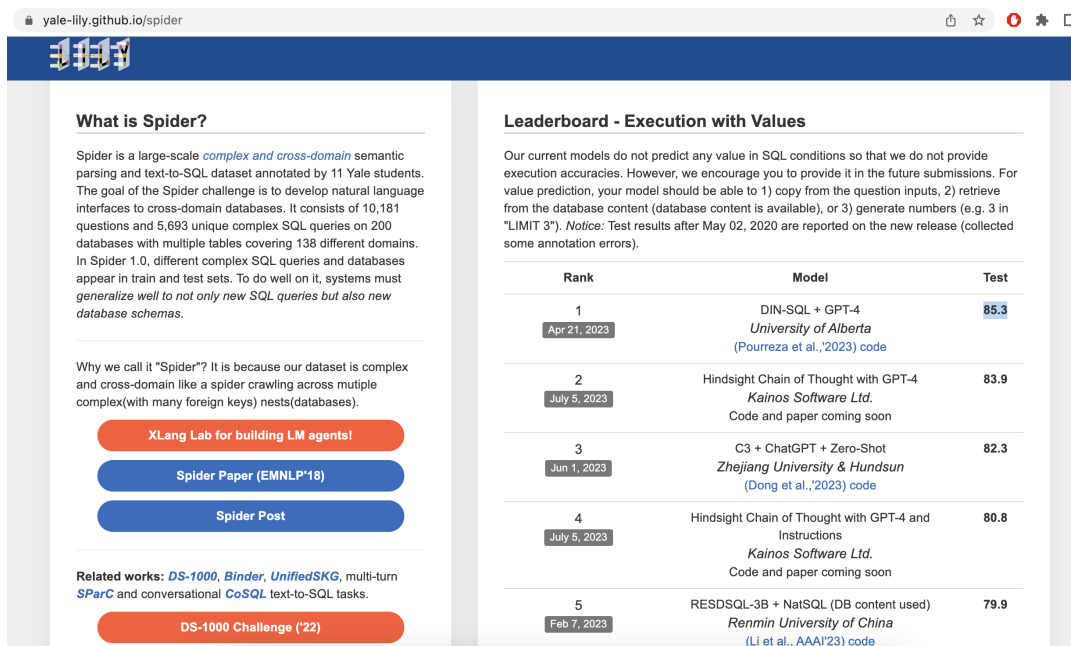 yale-lily.github.io/spider
LILY
What is Spider?
Spider is a large-scale complex and cross-domain semantic
parsing and text-to-SQL dataset annotated by 11 Yale students.
The goal of the Spider challenge is to develop natural language
interfaces to cross-domain databases. It consists of 10,181
questions and 5,693 unique complex SQL queries on 200
databases with multiple tables covering 138 different domains.
In Spider 1.0, different complex SQL queries and databases
appear in train and test sets. To do well on it, systems must
generalize well to not only new SQL queries but also new
database schemas.
Why we call it "Spider"? It is because our dataset is complex
and cross-domain like a spider crawling across mutiple
complex(with many foreign keys) nests(databases).
XLang Lab for building LM agents!
Spider Paper (EMNLP'18)
Spider Post
Related works: DS-1000, Binder, UnifiedSKG, multi-turn
SParC and conversational CoSQL text-to-SQL tasks.
DS-1000 Challenge ('22)
Leaderboard - Execution with Values
Our current models do not predict any value in SQL conditions so that we do not provide
execution accuracies. However, we encourage you to provide it in the future submissions. For
value prediction, your model should be able to 1) copy from the question inputs, 2) retrieve
from the database content (database content is available), or 3) generate numbers (e.g. 3 in
"LIMIT 3"). Notice: Test results after May 02, 2020 are reported on the new release (collected
some annotation errors).
Rank Model Test
1 DIN-SQL + GPT-4 85.3
Apr 21, 2023 University of Alberta
(Pourreza et al.,'2023) code
2 Hindsight Chain of Thought with GPT-4 83.9
July 5, 2023 Kainos Software Ltd.
Code and paper coming soon
3 C3 + ChatGPT + Zero-Shot 82.3
Jun 1, 2023 Zhejiang University & Hundsun
(Dong et al.,'2023) code
4 Hindsight Chain of Thought with GPT-4 and 80.8
July 5, 2023 Instructions
Kainos Software Ltd.
Code and paper coming soon
5 RESDSQL-3B + NatSQL (DB content used) 79.9
Feb 7, 2023 Renmin University of China
(Li et al., AAAI'23) code